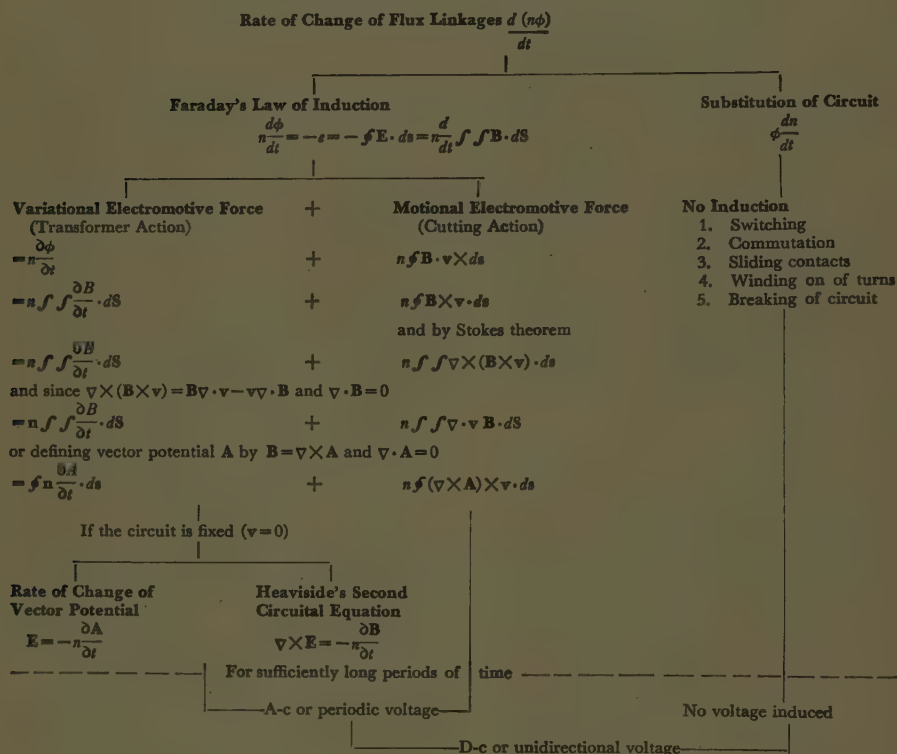 Rate of Change of Flux Linkages d (nϕ)/dt
Faraday's Law of Induction
n dϕ/dt = −e = −∮E·ds = n d/dt ∫∫B·dS
Substitution of Circuit
ϕ dn/dt
Variational Electromotive Force + Motional Electromotive Force
(Transformer Action) (Cutting Action)
=n ∂ϕ/∂t + n∮B·v×ds
=n∫∫ ∂B/∂t·dS + n∮B×v·ds
and by Stokes theorem
=n∫∫ ∂B/∂t·dS + n∫∫∇×(B×v)·ds
and since ∇×(B×v)=B∇·v−v∇·B and ∇·B=0
=n∫∫ ∂B/∂t·dS + n∫∫∇·v B·dS
or defining vector potential A by B=∇×A and ∇·A=0
=∮n ∂A/∂t·ds + n∮(∇×A)×v·ds
No Induction
1. Switching
2. Commutation
3. Sliding contacts
4. Winding on of turns
5. Breaking of circuit
If the circuit is fixed (v=0)
Rate of Change of
Vector Potential
E=−n ∂A/∂t
Heaviside's Second
Circuital Equation
∇×E=−n ∂B/∂t
For sufficiently long periods of time
A-c or periodic voltage
No voltage induced
D-c or unidirectional voltage